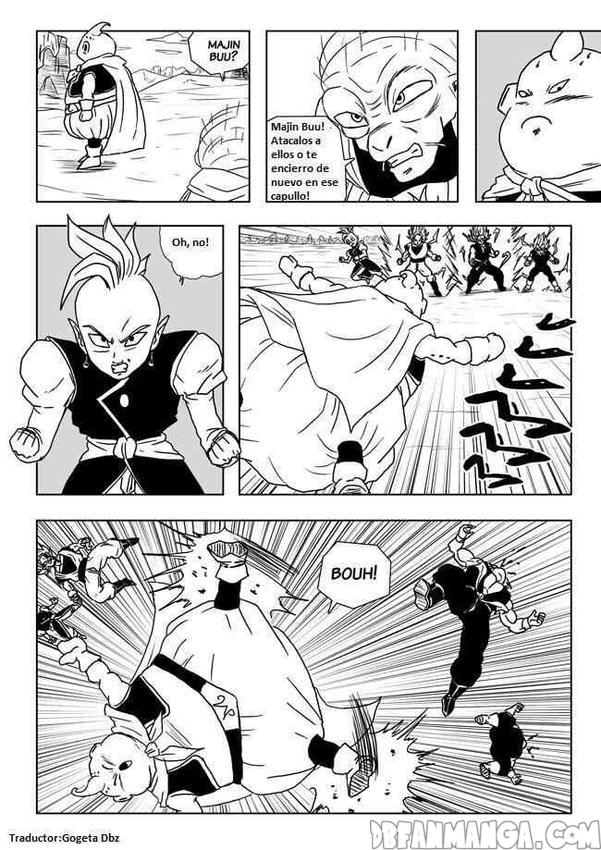 MAJIN
BUU?
Majin Buu!
Atacalos a
ellos o te
encierro de
nuevo en ese
capullo!
Oh, no!
BOUH!
Traductor:Gogeta Dbz
DBFANMANGA.COM